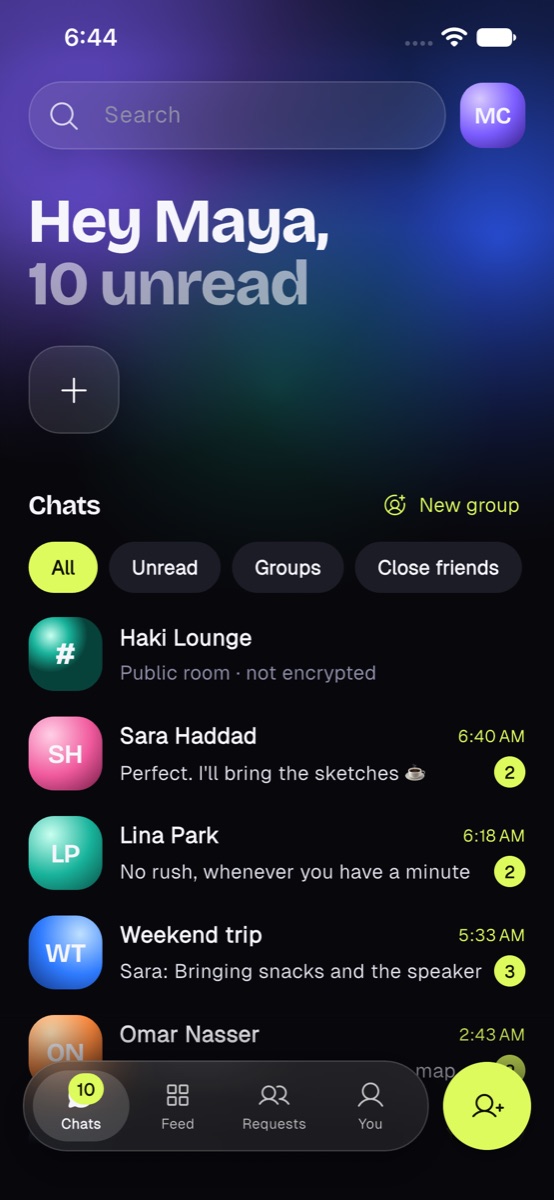 6:44
Search
MC
Hey Maya,
10 unread
Chats
New group
All
Unread
Groups
Close friends
#
Haki Lounge
Public room · not encrypted
SH
Sara Haddad
6:40 AM
Perfect. I'll bring the sketches ☕
2
LP
Lina Park
6:18 AM
No rush, whenever you have a minute
2
WT
Weekend trip
5:33 AM
Sara: Bringing snacks and the speaker
3
ON
Omar Nasser
2:43 AM
map
10
Chats
Feed
Requests
You